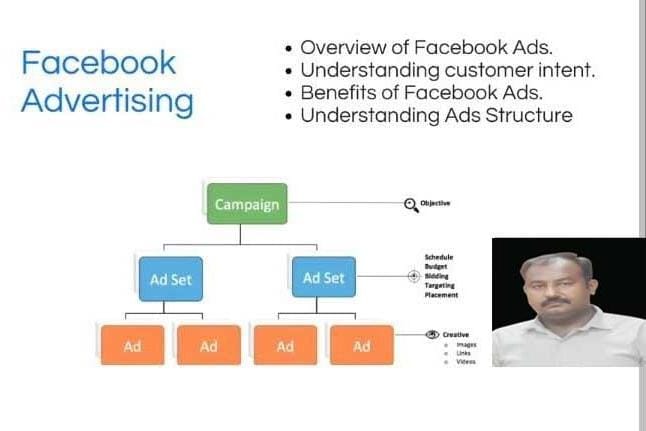 Facebook
Advertising
• Overview of Facebook Ads.
• Understanding customer intent.
• Benefits of Facebook Ads.
• Understanding Ads Structure
Campaign
Objective
Ad Set
Ad Set
Schedule
Budget
Bidding
Targeting
Placement
Ad
Ad
Ad
Ad
Creative
Images
Links
Videos